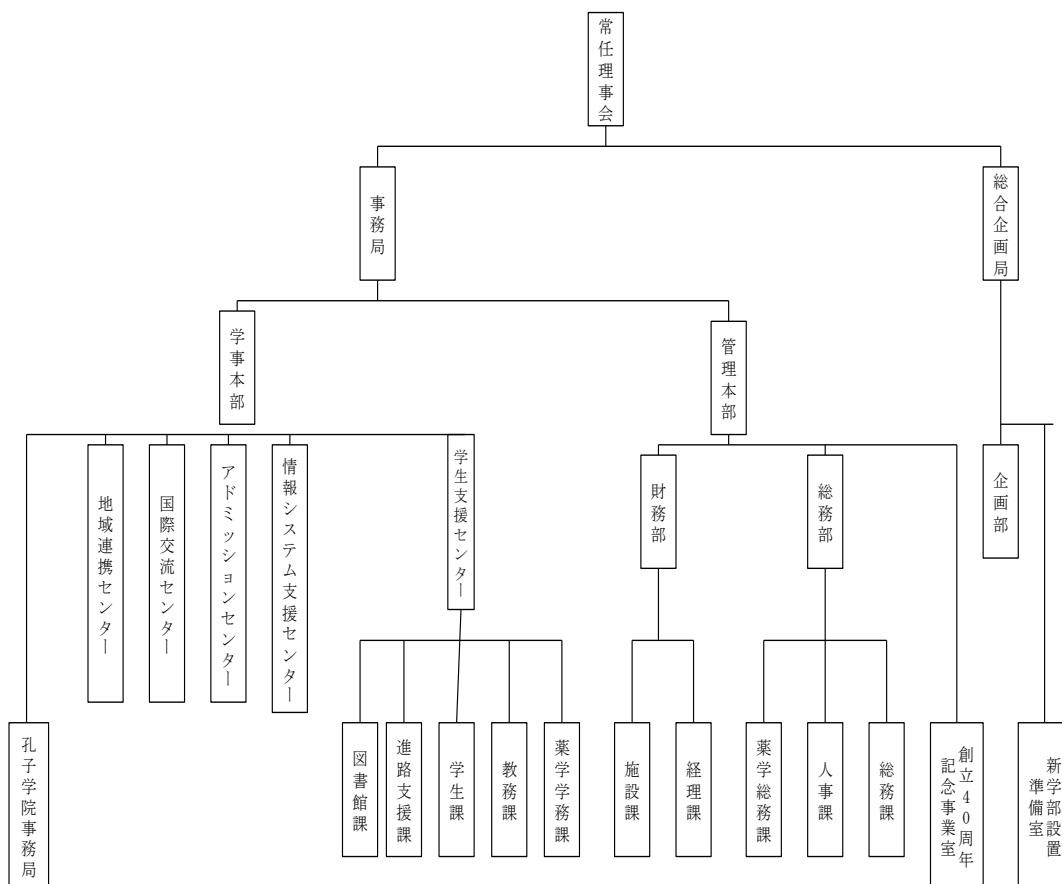 常任理事会
事務局
総合企画局
学事本部
管理本部
地域連携センター
国際交流センター
アドミッションセンター
情報システム支援センター
学生支援センター
財務部
総務部
企画部
孔子学院事務局
図書館課
進路支援課
学生課
教務課
薬学学務課
施設課
経理課
薬学総務課
人事課
総務課
創立40周年
記念事業室
新学部設置
準備室